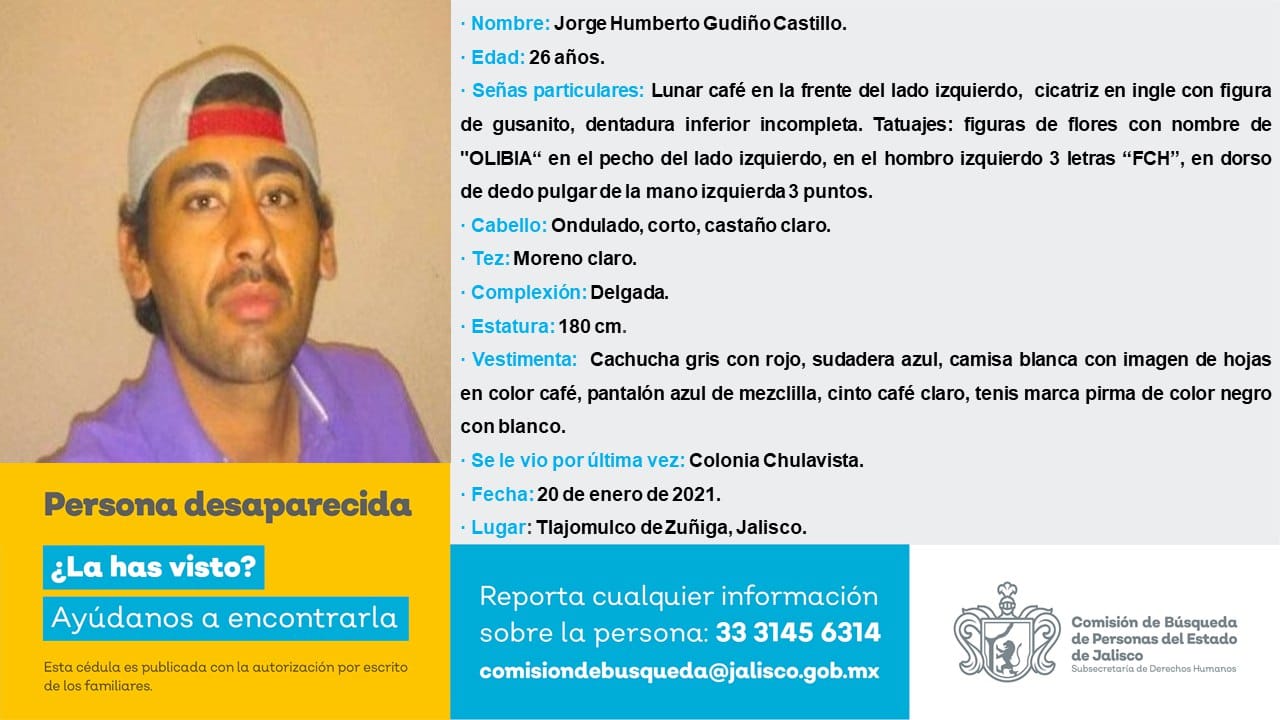 · Nombre: Jorge Humberto Gudiño Castillo.
· Edad: 26 años.
· Señas particulares: Lunar café en la frente del lado izquierdo, cicatriz en ingle con figura
de gusanito, dentadura inferior incompleta. Tatuajes: figuras de flores con nombre de
"OLIBIA“ en el pecho del lado izquierdo, en el hombro izquierdo 3 letras “FCH”, en dorso
de dedo pulgar de la mano izquierda 3 puntos.
· Cabello: Ondulado, corto, castaño claro.
· Tez: Moreno claro.
· Complexión: Delgada.
· Estatura: 180 cm.
· Vestimenta: Cachucha gris con rojo, sudadera azul, camisa blanca con imagen de hojas
en color café, pantalón azul de mezclilla, cinto café claro, tenis marca pirma de color negro
con blanco.
· Se le vio por última vez: Colonia Chulavista.
· Fecha: 20 de enero de 2021.
· Lugar: Tlajomulco de Zuñiga, Jalisco.
Persona desaparecida
¿La has visto?
Ayúdanos a encontrarla
Esta cédula es publicada con la autorización por escrito
de los familiares.
Reporta cualquier información
sobre la persona: 33 3145 6314
comisiondebusqueda@jalisco.gob.mx
Comisión de Búsqueda
de Personas del Estado
de Jalisco
Subsecretaría de Derechos Humanos